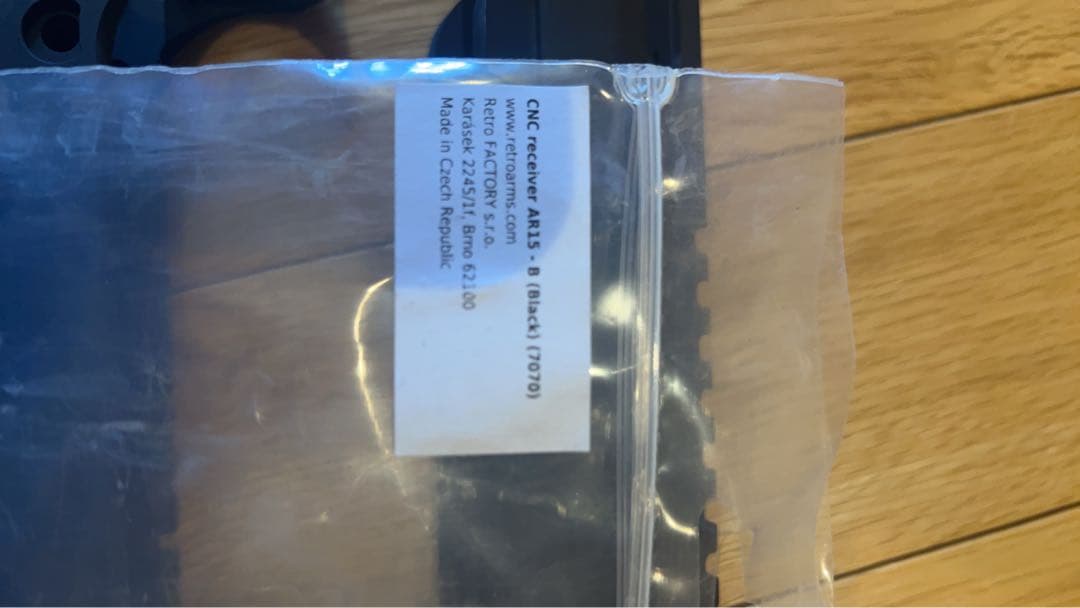 CNC receiver AR15 - B (Black) (7070)
www.retroarms.com
Retro FACTORY s.r.o.
Karásek 2245/1f, Brno 62100
Made in Czech Republic